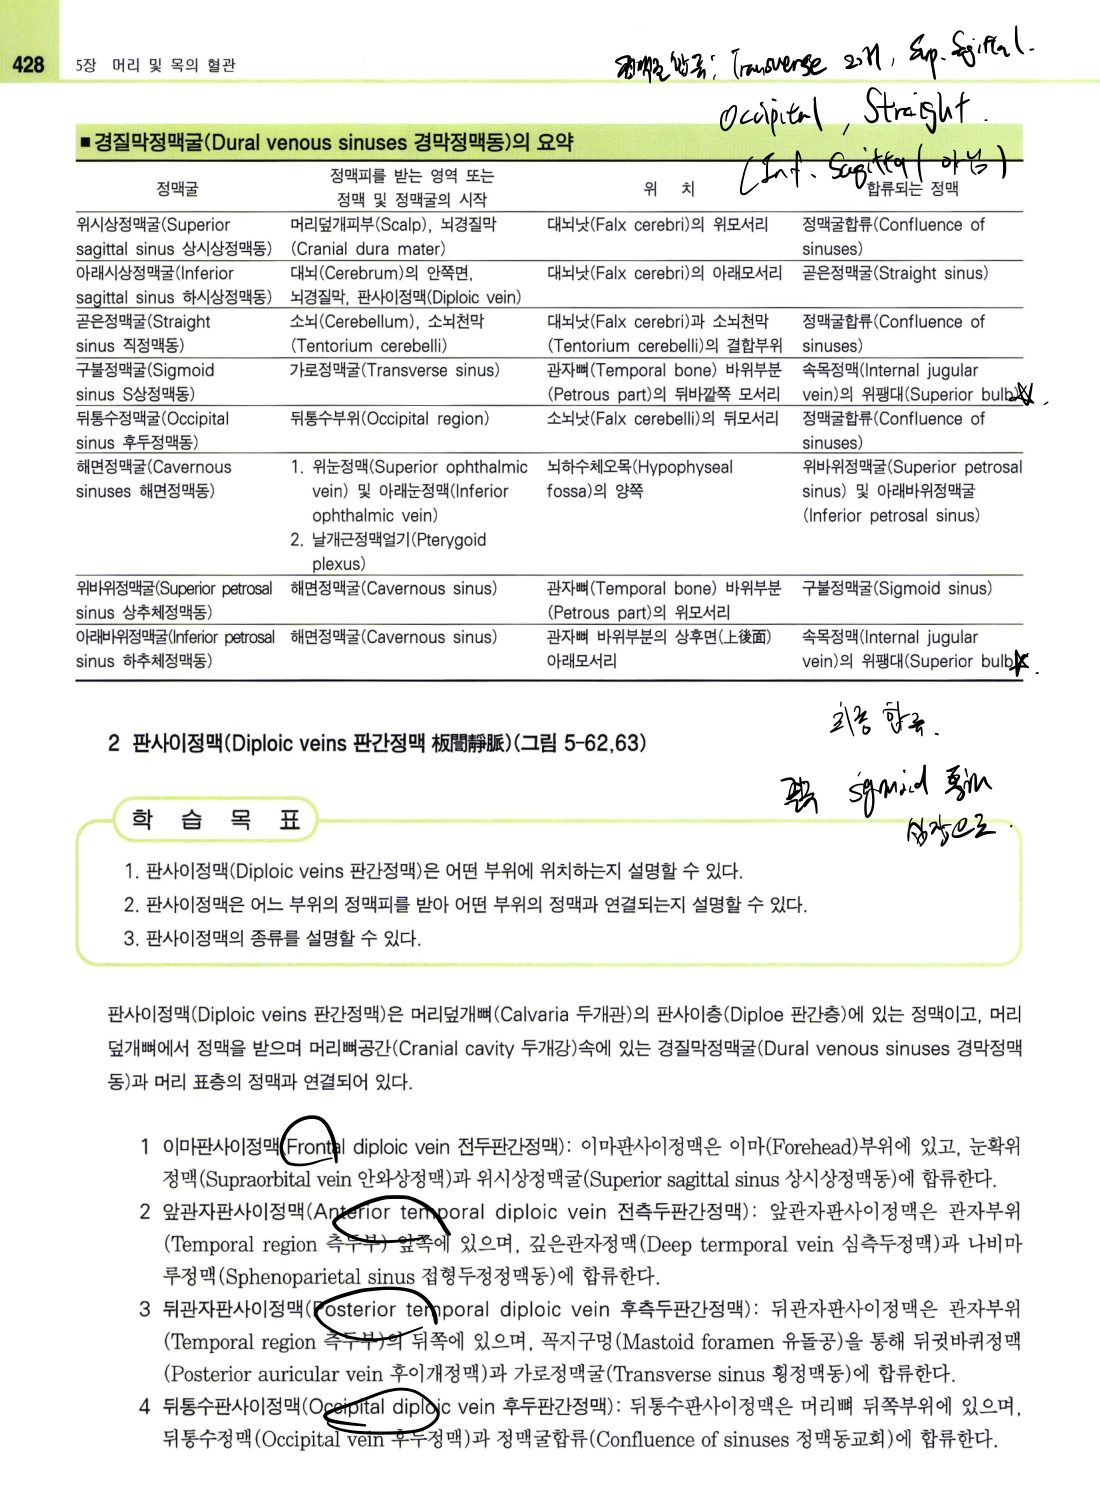 428 5장 머리 및 목의 혈관
정맥굴 합류; Transverse 2개, Sup. Sagittal.
Occipital, Straight.
(Inf. Sagittal 아님)
■ 경질막정맥굴(Dural venous sinuses 경막정맥동)의 요약
정맥굴 정맥피를 받는 영역 또는 정맥 및 정맥굴의 시작 위 치 합류되는 정맥
위시상정맥굴(Superior 머리덮개피부(Scalp), 뇌경질막 대뇌낫(Falx cerebri)의 위모서리 정맥굴합류(Confluence of
sagittal sinus 상시상정맥동) (Cranial dura mater) sinuses)
아래시상정맥굴(Inferior 대뇌(Cerebrum)의 안쪽면, 대뇌낫(Falx cerebri)의 아래모서리 곧은정맥굴(Straight sinus)
sagittal sinus 하시상정맥동) 뇌경질막, 판사이정맥(Diploic vein)
곧은정맥굴(Straight 소뇌(Cerebellum), 소뇌천막 대뇌낫(Falx cerebri)과 소뇌천막 정맥굴합류(Confluence of
sinus 직정맥동) (Tentorium cerebelli) (Tentorium cerebelli)의 결합부위 sinuses)
구불정맥굴(Sigmoid 가로정맥굴(Transverse sinus) 관자뼈(Temporal bone) 바위부분 속목정맥(Internal jugular
sinus S상정맥동) (Petrous part)의 뒤바깥쪽 모서리 vein)의 위팽대(Superior bulb)
뒤통수정맥굴(Occipital 뒤통수부위(Occipital region) 소뇌낫(Falx cerebelli)의 뒤모서리 정맥굴합류(Confluence of
sinus 후두정맥동) sinuses)
해면정맥굴(Cavernous 1. 위눈정맥(Superior ophthalmic 뇌하수체오목(Hypophyseal 위바위정맥굴(Superior petrosal
sinuses 해면정맥동) vein) 및 아래눈정맥(Inferior fossa)의 양쪽 sinus) 및 아래바위정맥굴
ophthalmic vein) (Inferior petrosal sinus)
2. 날개근정맥얼기(Pterygoid
plexus)
위바위정맥굴(Superior petrosal 해면정맥굴(Cavernous sinus) 관자뼈(Temporal bone) 바위부분 구불정맥굴(Sigmoid sinus)
sinus 상추체정맥동) (Petrous part)의 위모서리
아래바위정맥굴(Inferior petrosal 해면정맥굴(Cavernous sinus) 관자뼈 바위부분의 상후면(上後面) 속목정맥(Internal jugular
sinus 하추체정맥동) 아래모서리 vein)의 위팽대(Superior bulb)
최종 합류.
2 판사이정맥(Diploic veins 판간정맥 板間靜脈)(그림 5-62,63)
sigmoid 통해
심장으로.
학 습 목 표
1. 판사이정맥(Diploic veins 판간정맥)은 어떤 부위에 위치하는지 설명할 수 있다.
2. 판사이정맥은 어느 부위의 정맥피를 받아 어떤 부위의 정맥과 연결되는지 설명할 수 있다.
3. 판사이정맥의 종류를 설명할 수 있다.
판사이정맥(Diploic veins 판간정맥)은 머리덮개뼈(Calvaria 두개관)의 판사이층(Diploe 판간층)에 있는 정맥이고, 머리
덮개뼈에서 정맥을 받으며 머리뼈공간(Cranial cavity 두개강)속에 있는 경질막정맥굴(Dural venous sinuses 경막정맥
동)과 머리 표층의 정맥과 연결되어 있다.
1 이마판사이정맥(Frontal diploic vein 전두판간정맥): 이마판사이정맥은 이마(Forehead)부위에 있고, 눈확위
정맥(Supraorbital vein 안와상정맥)과 위시상정맥굴(Superior sagittal sinus 상시상정맥동)에 합류한다.
2 앞관자판사이정맥(Anterior temporal diploic vein 전측두판간정맥): 앞관자판사이정맥은 관자부위
(Temporal region 측두부) 앞쪽에 있으며, 깊은관자정맥(Deep termporal vein 심측두정맥)과 나비마
루정맥(Sphenoparietal sinus 접형두정정맥동)에 합류한다.
3 뒤관자판사이정맥(Posterior temporal diploic vein 후측두판간정맥): 뒤관자판사이정맥은 관자부위
(Temporal region 측두부)의 뒤쪽에 있으며, 꼭지구멍(Mastoid foramen 유돌공)을 통해 뒤귓바퀴정맥
(Posterior auricular vein 후이개정맥)과 가로정맥굴(Transverse sinus 횡정맥동)에 합류한다.
4 뒤통수판사이정맥(Occipital diploic vein 후두판간정맥): 뒤통수판사이정맥은 머리뼈 뒤쪽부위에 있으며,
뒤통수정맥(Occipital vein 후두정맥)과 정맥굴합류(Confluence of sinuses 정맥동교회)에 합류한다.